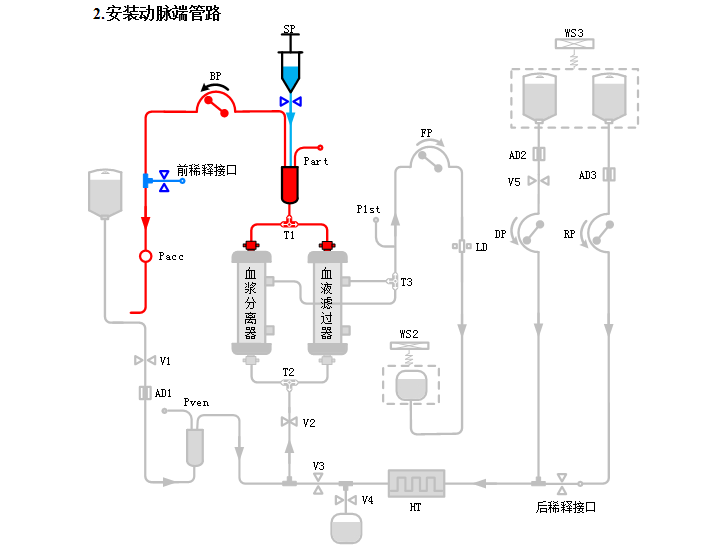 2.安装动脉端管路
SP
WS3
BP
FP
前稀释接口
Part
AD2
V5
AD3
P1st
T1
DP
RP
LD
Pacc
血浆分离器
血液滤过器
T3
WS2
V1
T2
AD1
Pven
V2
V3
V4
HT
后稀释接口